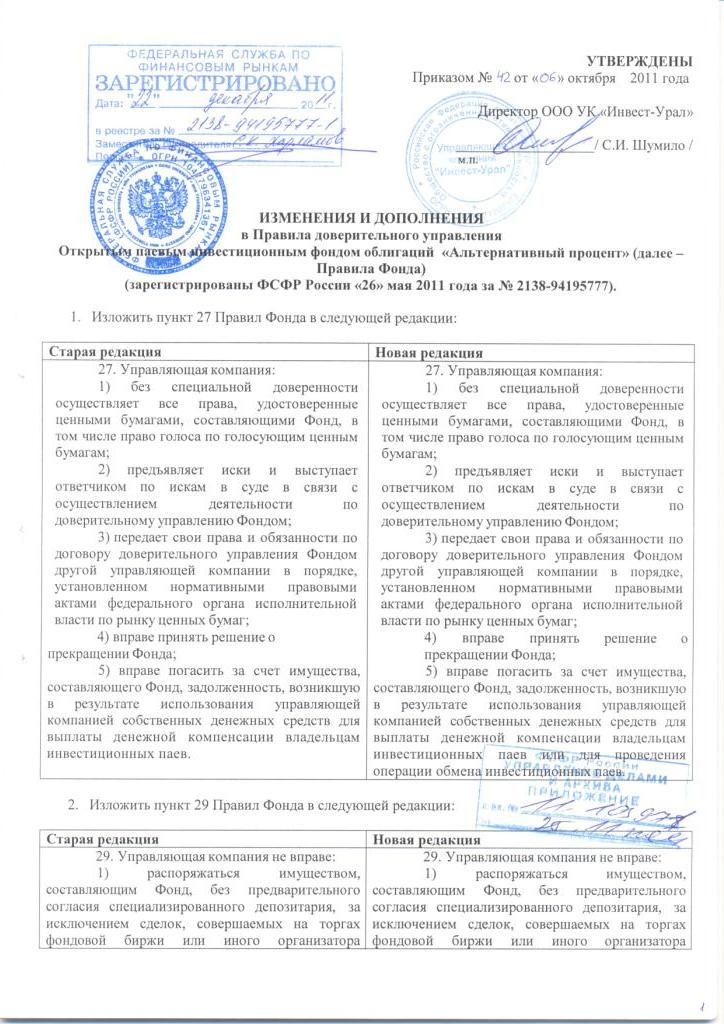 ФЕДЕРАЛЬНАЯ СЛУЖБА ПО
ФИНАНСОВЫМ РЫНКАМ
ЗАРЕГИСТРИРОВАНО
Дата: "22" декабря 2011г.
в реестре за № 2138-94195777-1
УТВЕРЖДЕНЫ
Приказом № 42 от «06» октября 2011 года
Директор ООО УК «Инвест-Урал»
/ С.И. Шумило /
м.п.
"Инвест-Урал"
ИЗМЕНЕНИЯ И ДОПОЛНЕНИЯ
в Правила доверительного управления
Открытым паевым инвестиционным фондом облигаций «Альтернативный процент» (далее –
Правила Фонда)
(зарегистрированы ФСФР России «26» мая 2011 года за № 2138-94195777).
1. Изложить пункт 27 Правил Фонда в следующей редакции:
Старая редакция
27. Управляющая компания:
1) без специальной доверенности
осуществляет все права, удостоверенные
ценными бумагами, составляющими Фонд, в
том числе право голоса по голосующим ценным
бумагам;
2) предъявляет иски и выступает
ответчиком по искам в суде в связи с
осуществлением деятельности по
доверительному управлению Фондом;
3) передает свои права и обязанности по
договору доверительного управления Фондом
другой управляющей компании в порядке,
установленном нормативными правовыми
актами федерального органа исполнительной
власти по рынку ценных бумаг;
4) вправе принять решение о
прекращении Фонда;
5) вправе погасить за счет имущества,
составляющего Фонд, задолженность, возникшую
в результате использования управляющей
компанией собственных денежных средств для
выплаты денежной компенсации владельцам
инвестиционных паев.
Новая редакция
27. Управляющая компания:
1) без специальной доверенности
осуществляет все права, удостоверенные
ценными бумагами, составляющими Фонд, в
том числе право голоса по голосующим ценным
бумагам;
2) предъявляет иски и выступает
ответчиком по искам в суде в связи с
осуществлением деятельности по
доверительному управлению Фондом;
3) передает свои права и обязанности по
договору доверительного управления Фондом
другой управляющей компании в порядке,
установленном нормативными правовыми
актами федерального органа исполнительной
власти по рынку ценных бумаг;
4) вправе принять решение о
прекращении Фонда;
5) вправе погасить за счет имущества,
составляющего Фонд, задолженность, возникшую
в результате использования управляющей
компанией собственных денежных средств для
выплаты денежной компенсации владельцам
инвестиционных паев или для проведения
операции обмена инвестиционных паев.
И АРХИВА
ПРИЛОЖЕНИЕ
2. Изложить пункт 29 Правил Фонда в следующей редакции:
Старая редакция
29. Управляющая компания не вправе:
1) распоряжаться имуществом,
составляющим Фонд, без предварительного
согласия специализированного депозитария, за
исключением сделок, совершаемых на торгах
фондовой биржи или иного организатора
Новая редакция
29. Управляющая компания не вправе:
1) распоряжаться имуществом,
составляющим Фонд, без предварительного
согласия специализированного депозитария, за
исключением сделок, совершаемых на торгах
фондовой биржи или иного организатора
1